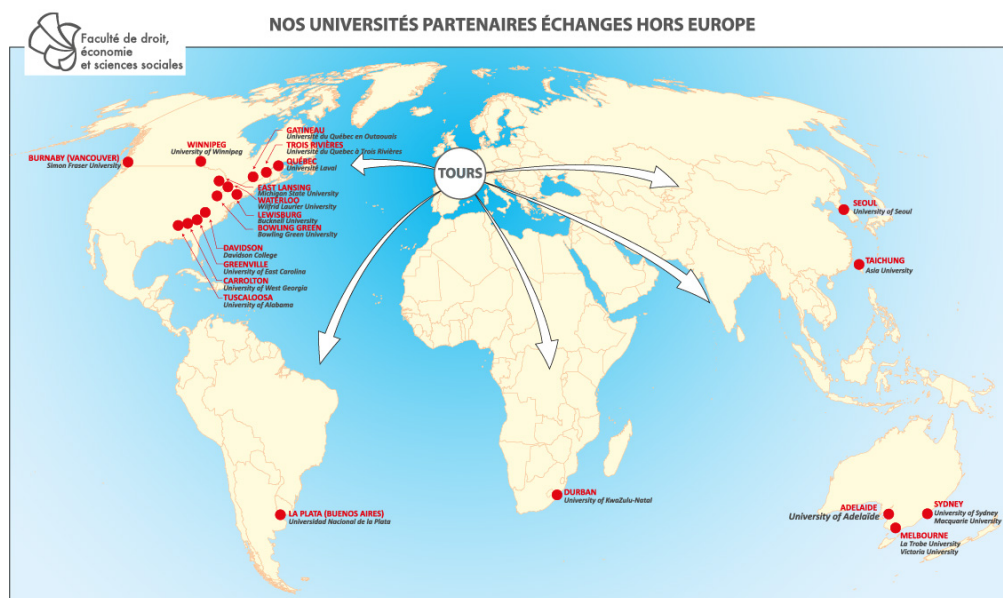 NOS UNIVERSITÉS PARTENAIRES ÉCHANGES HORS EUROPE
Faculté de droit,
économie
et sciences sociales
GATINEAU
Université du Québec en Outaouais
TROIS RIVIÈRES
Université du Québec à Trois Rivières
QUÉBEC
Université Laval
WINNIPEG
University of Winnipeg
BURNABY (VANCOUVER)
Simon Fraser University
EAST LANSING
Michigan State University
WATERLOO
Wilfrid Laurier University
LEWISBURG
Bucknell University
BOWLING GREEN
Bowling Green University
DAVIDSON
Davidson College
GREENVILLE
University of East Carolina
CARROLTON
University of West Georgia
TUSCALOOSA
University of Alabama
TOURS
SEOUL
University of Seoul
TAICHUNG
Asia University
LA PLATA (BUENOS AIRES)
Universidad Nacional de la Plata
DURBAN
University of KwaZulu-Natal
ADELAIDE
University of Adelaïde
SYDNEY
University of Sydney
Macquarie University
MELBOURNE
La Trobe University
Victoria University